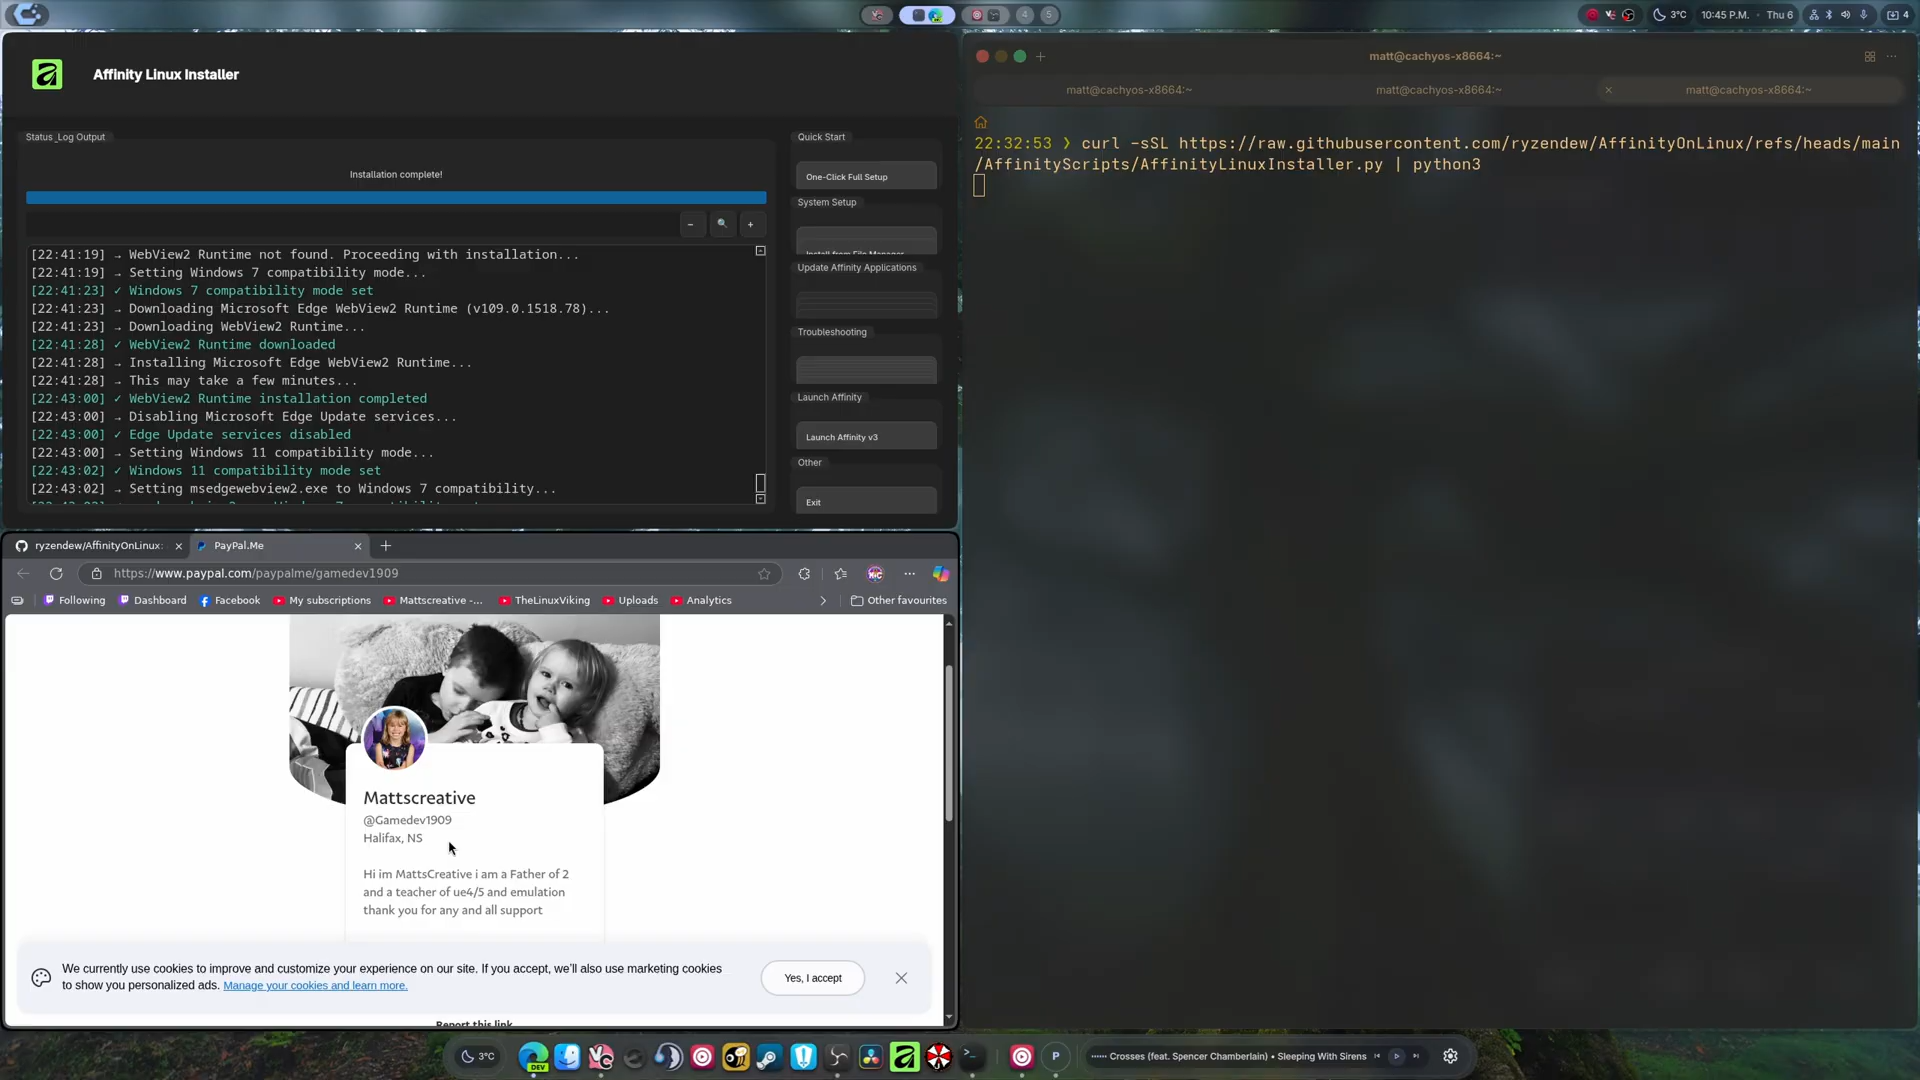 4
5
3°C
10:45 P.M.
Thu 6
4
Affinity Linux Installer
Status_Log Output
Installation complete!
[22:41:19] → WebView2 Runtime not found. Proceeding with installation...
[22:41:19] → Setting Windows 7 compatibility mode...
[22:41:23] ✓ Windows 7 compatibility mode set
[22:41:23] → Downloading Microsoft Edge WebView2 Runtime (v109.0.1518.78)...
[22:41:23] → Downloading WebView2 Runtime...
[22:41:28] ✓ WebView2 Runtime downloaded
[22:41:28] → Installing Microsoft Edge WebView2 Runtime...
[22:41:28] → This may take a few minutes...
[22:43:00] ✓ WebView2 Runtime installation completed
[22:43:00] → Disabling Microsoft Edge Update services...
[22:43:00] ✓ Edge Update services disabled
[22:43:00] → Setting Windows 11 compatibility mode...
[22:43:02] ✓ Windows 11 compatibility mode set
[22:43:02] → Setting msedgewebview2.exe to Windows 7 compatibility...
Quick Start
One-Click Full Setup
System Setup
Install from File Manager
Update Affinity Applications
Troubleshooting
Launch Affinity
Launch Affinity v3
Other
Exit
matt@cachyos-x8664:~
matt@cachyos-x8664:~
matt@cachyos-x8664:~
matt@cachyos-x8664:~
22:32:53 ❯ curl -sSL https://raw.githubusercontent.com/ryzendew/AffinityOnLinux/refs/heads/main
/AffinityScripts/AffinityLinuxInstaller.py | python3
ryzendew/AffinityOnLinux:
PayPal.Me
https://www.paypal.com/paypalme/gamedev1909
Following
Dashboard
Facebook
My subscriptions
Mattscreative -...
TheLinuxViking
Uploads
Analytics
Other favourites
Mattscreative
@Gamedev1909
Halifax, NS
Hi im MattsCreative i am a Father of 2
and a teacher of ue4/5 and emulation
thank you for any and all support
We currently use cookies to improve and customize your experience on our site. If you accept, we'll also use marketing cookies
to show you personalized ads. Manage your cookies and learn more.
Yes, I accept
Report this link
3°C
DEV
P
Crosses (feat. Spencer Chamberlain) • Sleeping With Sirens